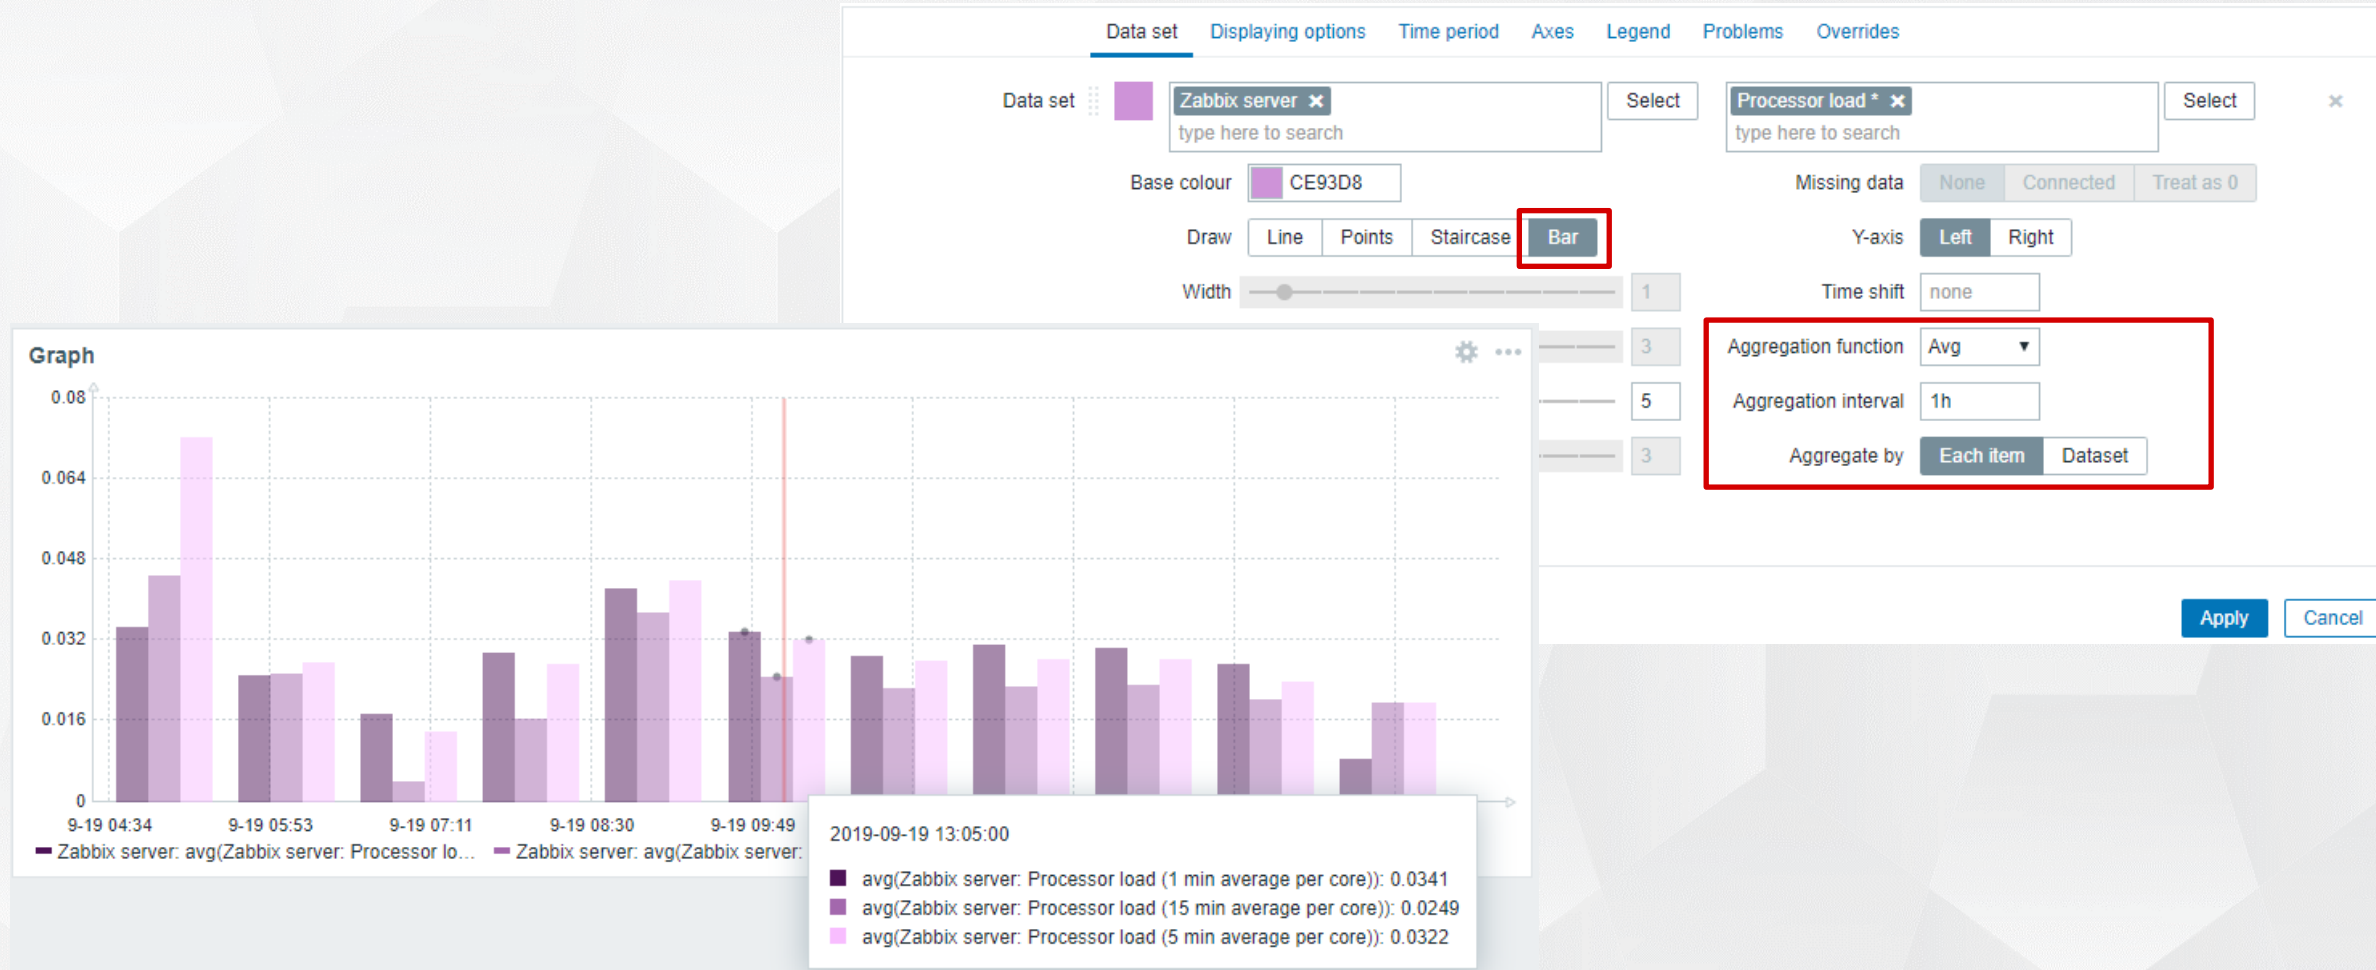 Data set Displaying options Time period Axes Legend Problems Overrides
Data set Zabbix server × Select Processor load * × Select ×
type here to search type here to search
Base colour CE93D8 Missing data None Connected Treat as 0
Draw Line Points Staircase Bar Y-axis Left Right
Width 1 Time shift none
3 Aggregation function Avg
5 Aggregation interval 1h
3 Aggregate by Each item Dataset
Apply Cancel
Graph
0.08
0.064
0.048
0.032
0.016
0
9-19 04:34 9-19 05:53 9-19 07:11 9-19 08:30 9-19 09:49
Zabbix server: avg(Zabbix server: Processor lo... Zabbix server: avg(Zabbix server:
2019-09-19 13:05:00
avg(Zabbix server: Processor load (1 min average per core)): 0.0341
avg(Zabbix server: Processor load (15 min average per core)): 0.0249
avg(Zabbix server: Processor load (5 min average per core)): 0.0322